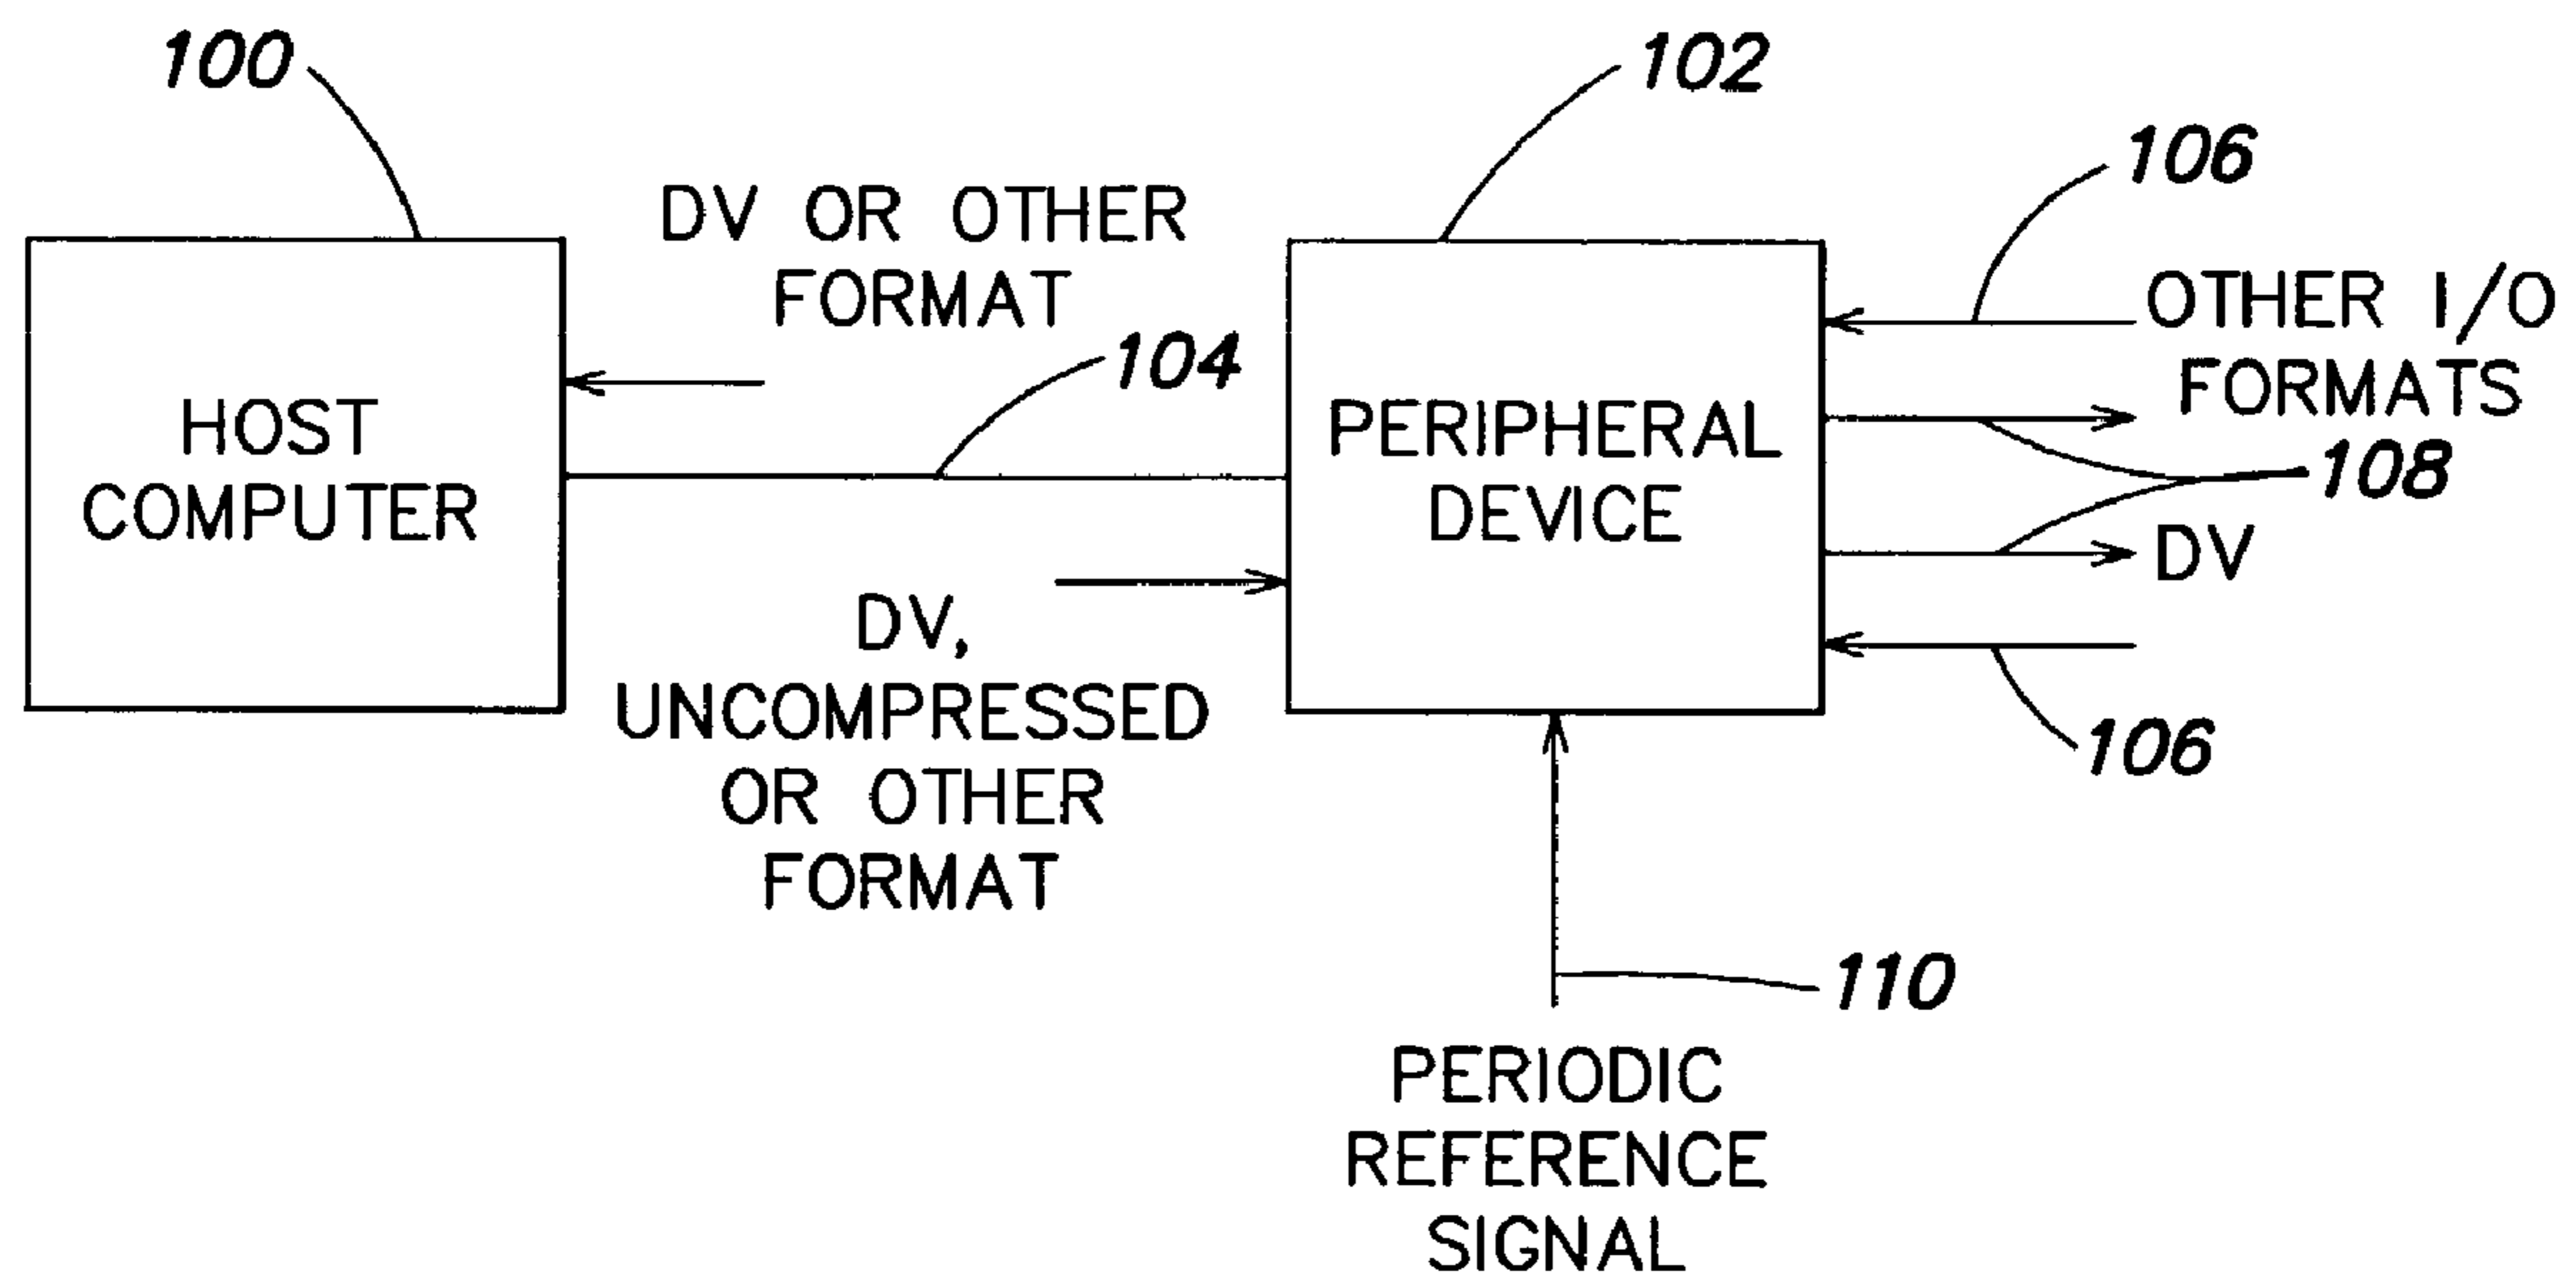 100
102
106
DV OR OTHER
FORMAT
104
HOST
COMPUTER
PERIPHERAL
DEVICE
OTHER I/O
FORMATS
108
DV
DV,
UNCOMPRESSED
OR OTHER
FORMAT
106
110
PERIODIC
REFERENCE
SIGNAL